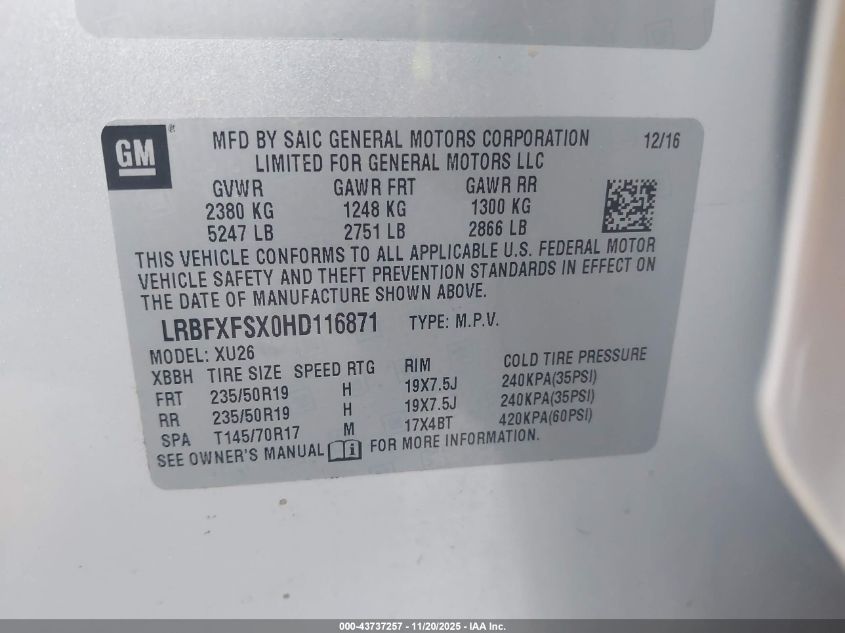 GM ®
MFD BY SAIC GENERAL MOTORS CORPORATION 12/16
LIMITED FOR GENERAL MOTORS LLC
GVWR GAWR FRT GAWR RR
2380 KG 1248 KG 1300 KG
5247 LB 2751 LB 2866 LB
THIS VEHICLE CONFORMS TO ALL APPLICABLE U.S. FEDERAL MOTOR
VEHICLE SAFETY AND THEFT PREVENTION STANDARDS IN EFFECT ON
THE DATE OF MANUFACTURE SHOWN ABOVE.
LRBFXFSX0HD116871 TYPE: M.P.V.
MODEL: XU26
XBBH TIRE SIZE SPEED RTG RIM COLD TIRE PRESSURE
FRT 235/50R19 H 19X7.5J 240KPA(35PSI)
RR 235/50R19 H 19X7.5J 240KPA(35PSI)
SPA T145/70R17 M 17X4BT 420KPA(60PSI)
SEE OWNER'S MANUAL FOR MORE INFORMATION.
000-43737257 - 11/20/2025 - IAA Inc.